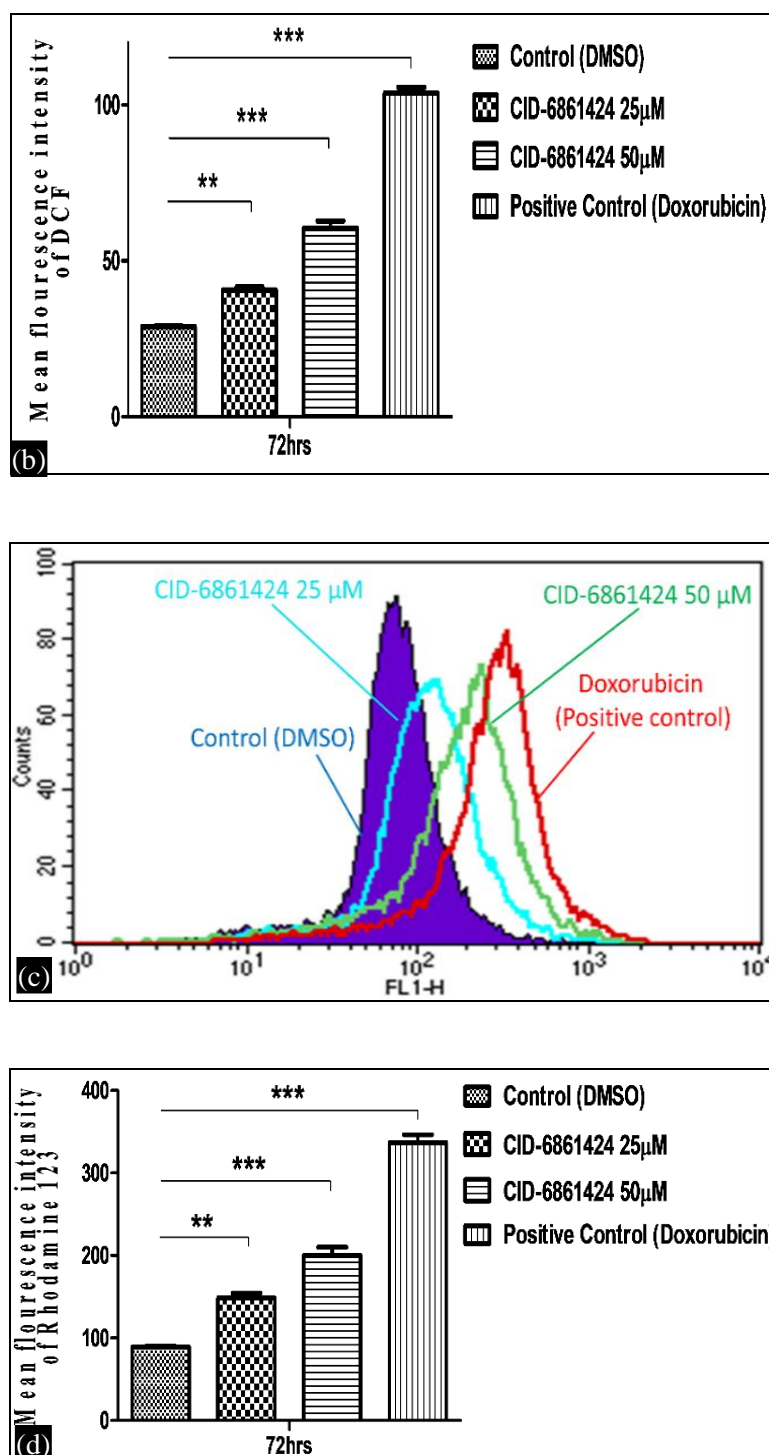 Mean flourescence intensity
of DCF
100
50
0
***
***
**
72hrs
Control (DMSO)
CID-6861424 25μM
CID-6861424 50μM
Positive Control (Doxorubicin)
(b)
100
80
60
40
20
0
Counts
CID-6861424 25 μM
CID-6861424 50 μM
Control (DMSO)
Doxorubicin
(Positive control)
10⁰ 10¹ 10² 10³ 10⁴
FL1-H
(c)
Mean flourescence intensity
of Rhodamine 123
400
300
200
100
0
***
***
**
72hrs
Control (DMSO)
CID-6861424 25μM
CID-6861424 50μM
Positive Control (Doxorubicin)
(d)